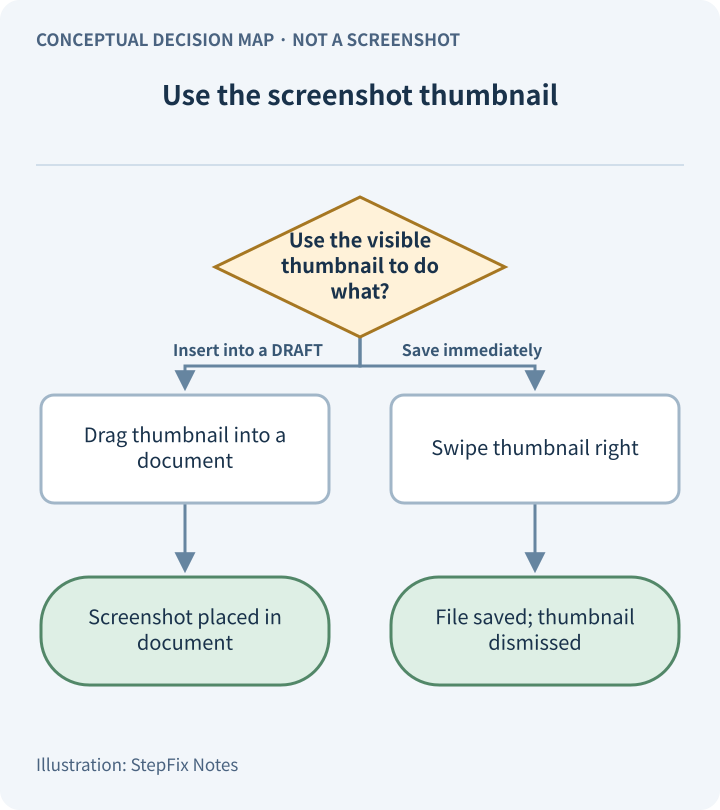 CONCEPTUAL DECISION MAP · NOT A SCREENSHOT
Use the screenshot thumbnail
Use the visible
thumbnail to do
what?
Insert into a DRAFT
Save immediately
Drag thumbnail into a
document
Swipe thumbnail right
Screenshot placed in
document
File saved; thumbnail
dismissed
Illustration: StepFix Notes